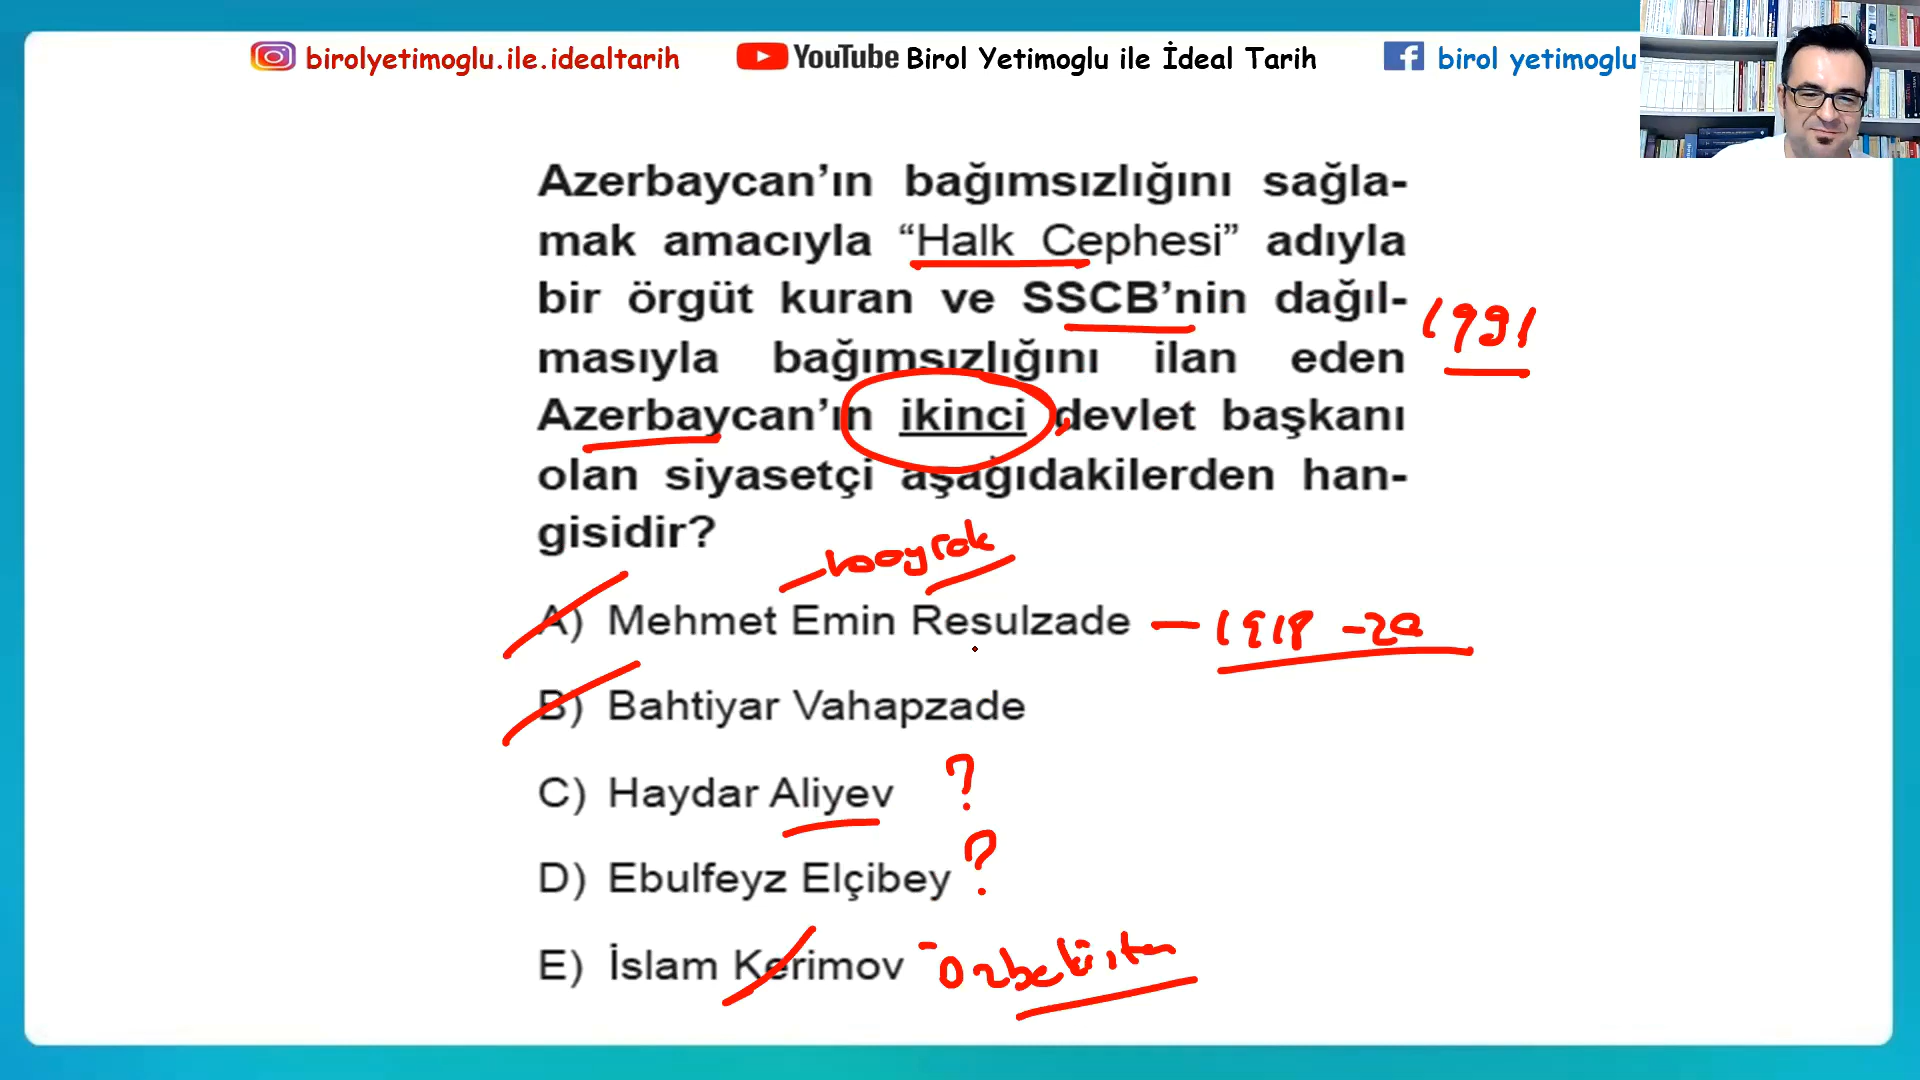 birolyetimoglu.ile.idealtarih YouTube Birol Yetimoglu ile İdeal Tarih birol yetimoglu
Azerbaycan’ın bağımsızlığını sağla-
mak amacıyla “Halk Cephesi” adıyla
bir örgüt kuran ve SSCB’nin dağıl-
1991
masıyla bağımsızlığını ilan eden
Azerbaycan’ın ikinci devlet başkanı
olan siyasetçi aşağıdakilerden han-
gisidir?
bayrak
A) Mehmet Emin Resulzade — 1918 - 20
B) Bahtiyar Vahapzade
C) Haydar Aliyev ?
D) Ebulfeyz Elçibey ?
E) İslam Kerimov - Özbekistan